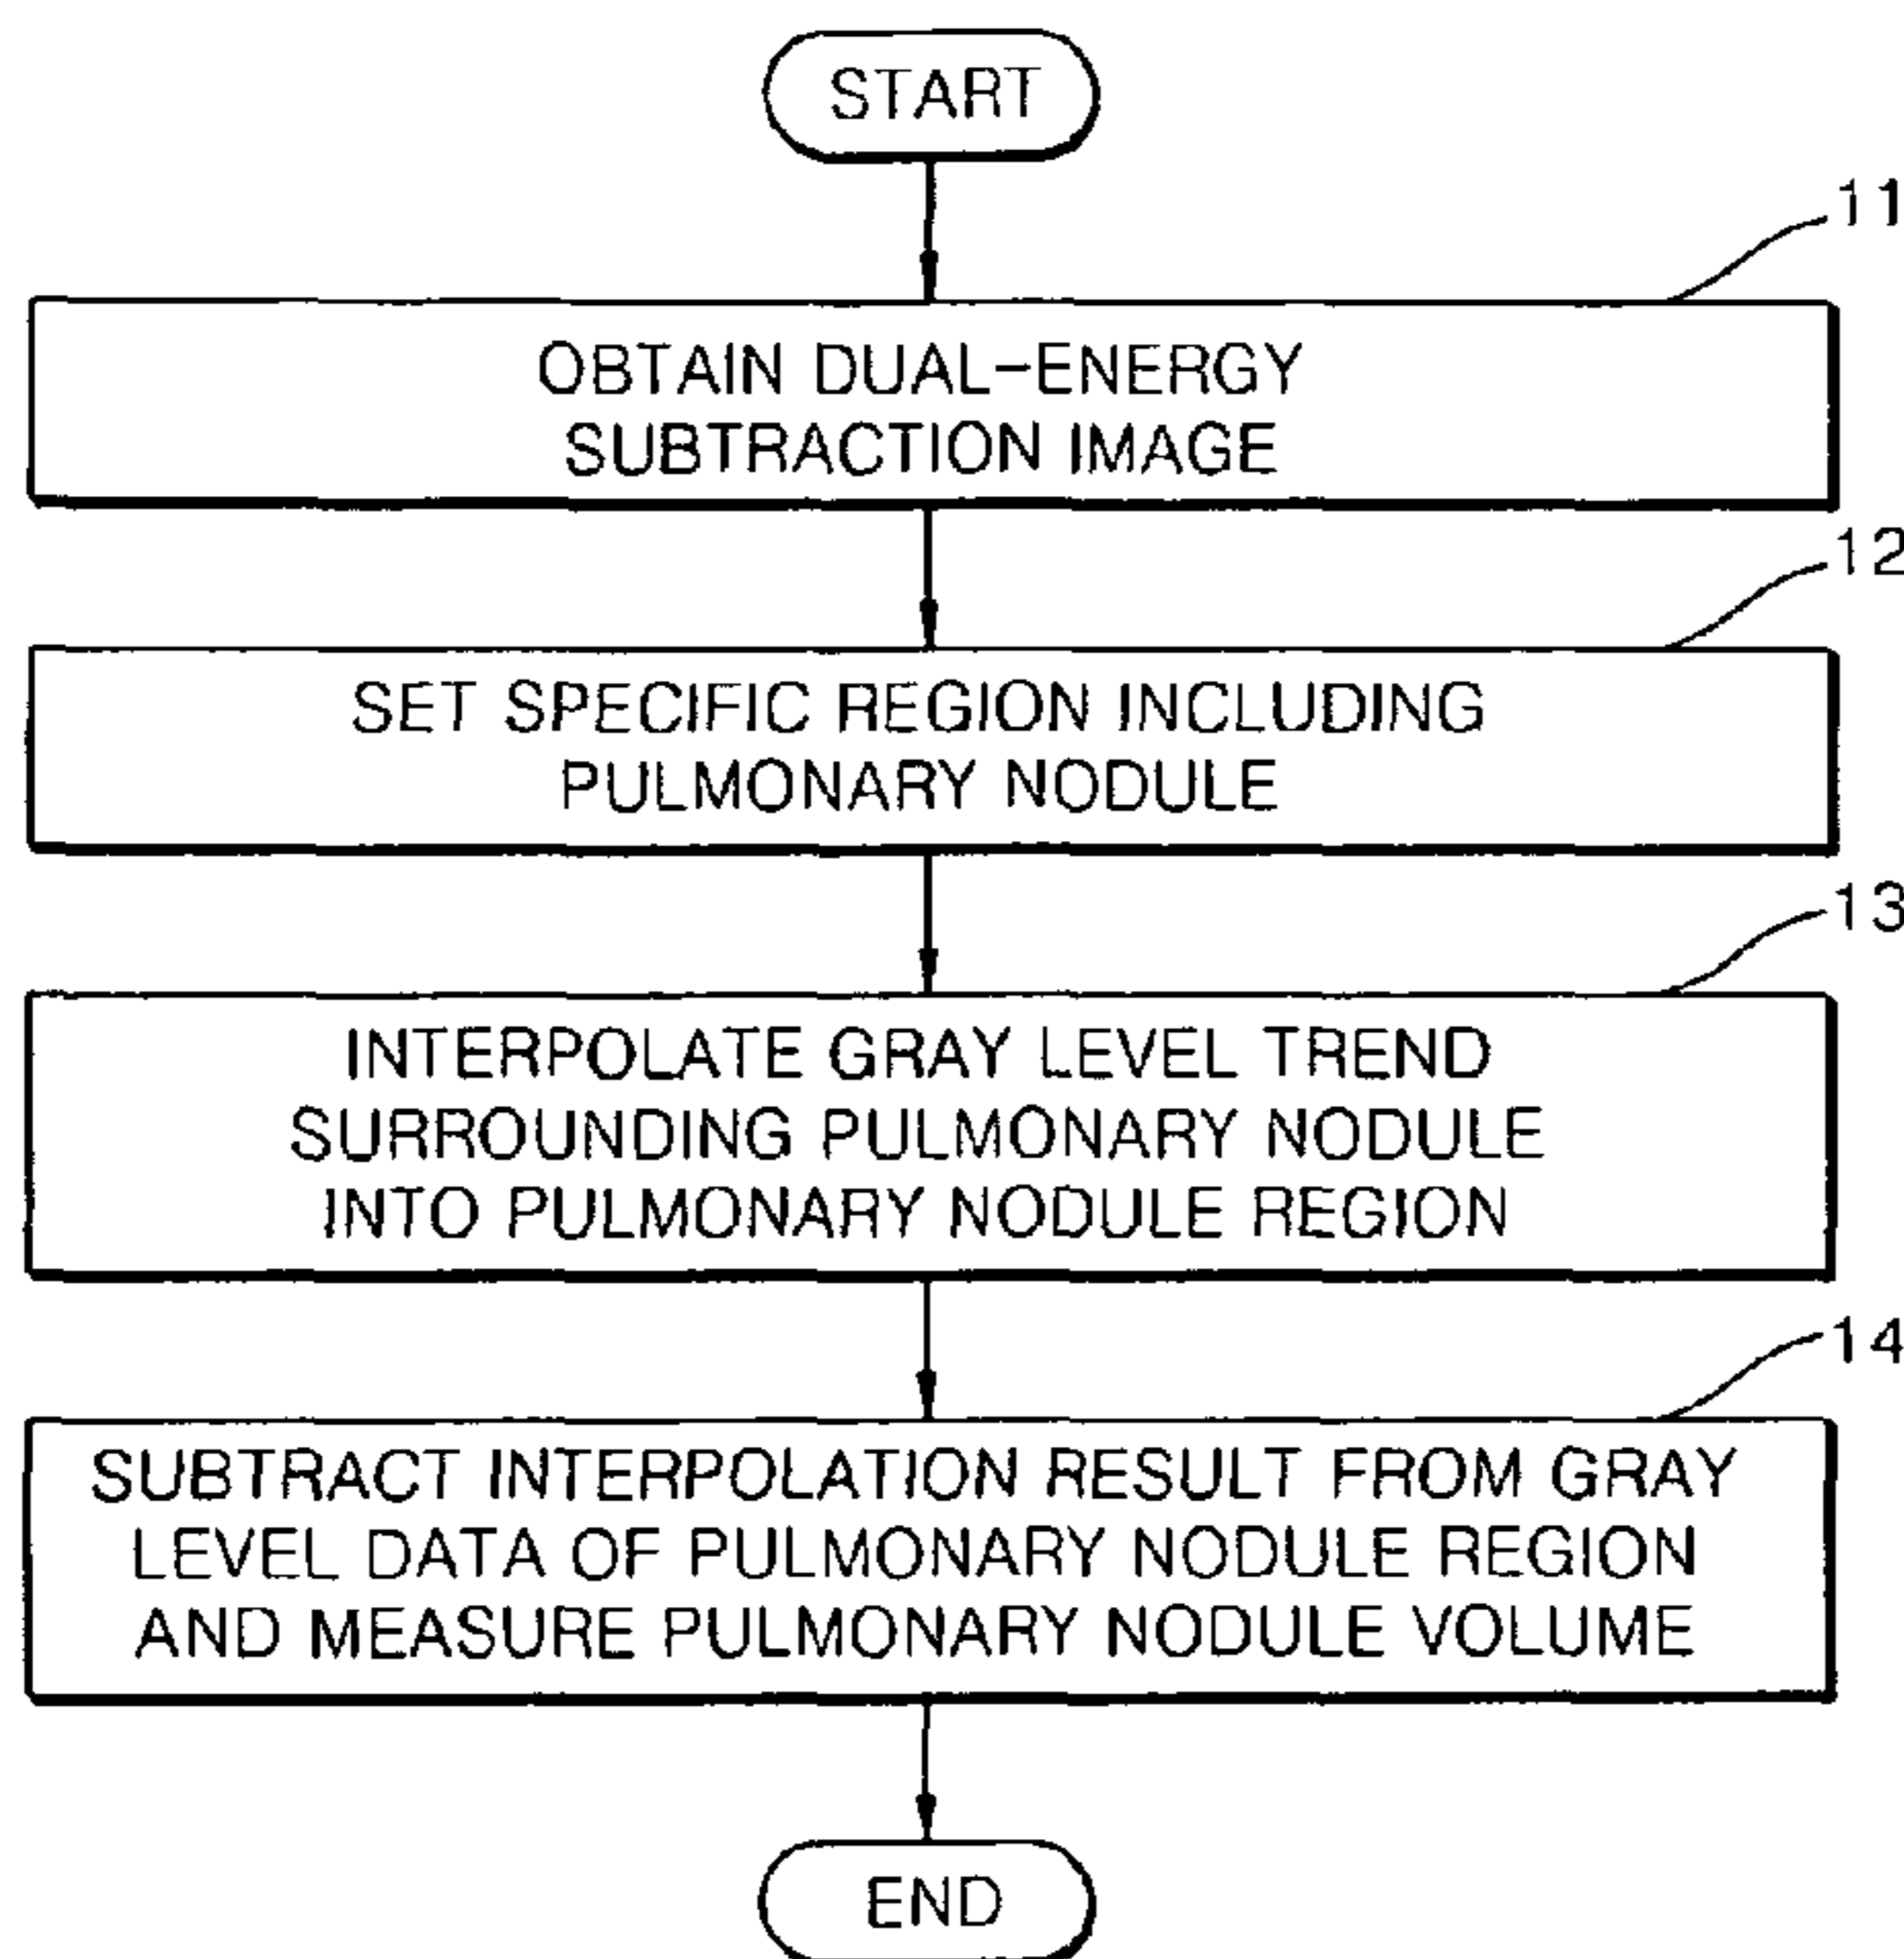 START
11
OBTAIN DUAL-ENERGY
SUBTRACTION IMAGE
12
SET SPECIFIC REGION INCLUDING
PULMONARY NODULE
13
INTERPOLATE GRAY LEVEL TREND
SURROUNDING PULMONARY NODULE
INTO PULMONARY NODULE REGION
14
SUBTRACT INTERPOLATION RESULT FROM GRAY
LEVEL DATA OF PULMONARY NODULE REGION
AND MEASURE PULMONARY NODULE VOLUME
END